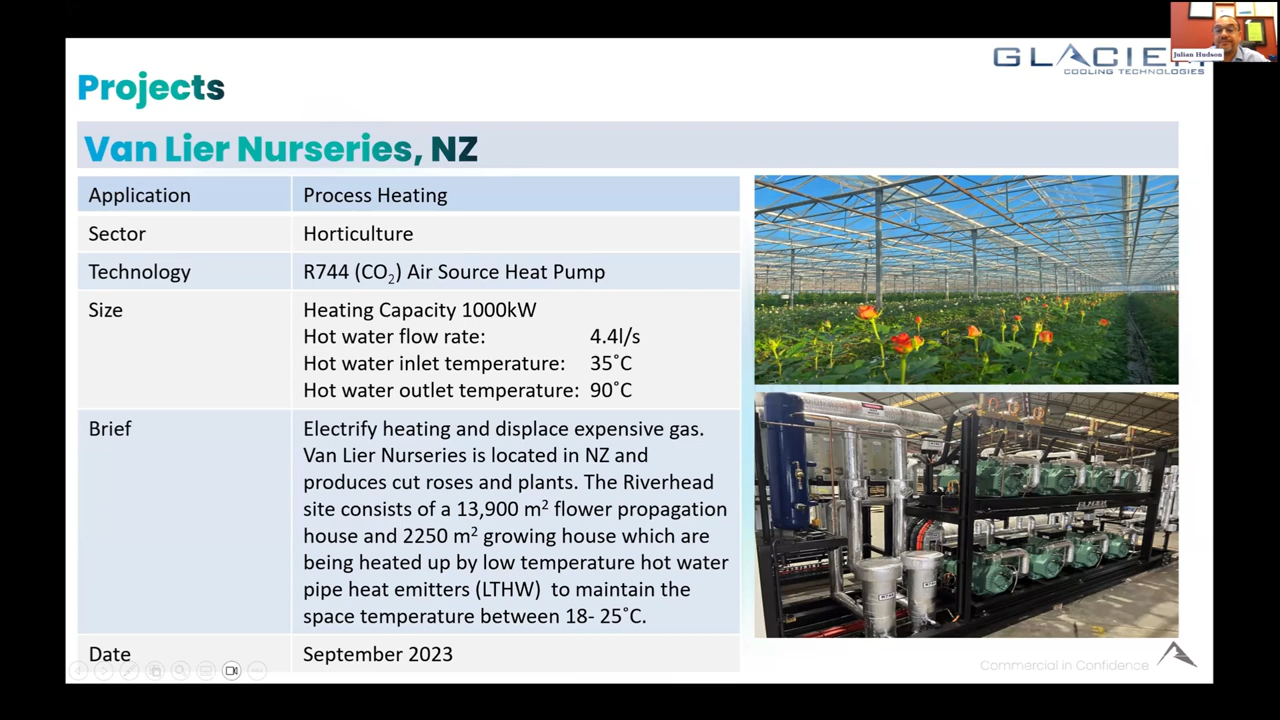 GLACIE
COOLING TECHNOLOGIES
Julian Hudson
Projects
Van Lier Nurseries, NZ
Application Process Heating
Sector Horticulture
Technology R744 (CO₂) Air Source Heat Pump
Size Heating Capacity 1000kW
Hot water flow rate: 4.4l/s
Hot water inlet temperature: 35˚C
Hot water outlet temperature: 90˚C
Brief Electrify heating and displace expensive gas.
Van Lier Nurseries is located in NZ and
produces cut roses and plants. The Riverhead
site consists of a 13,900 m² flower propagation
house and 2250 m² growing house which are
being heated up by low temperature hot water
pipe heat emitters (LTHW) to maintain the
space temperature between 18- 25˚C.
Date September 2023
Commercial in Confidence